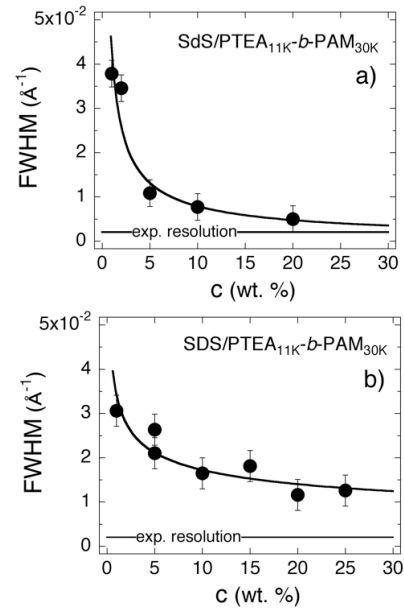 5x10⁻²
SdS/PTEA₁₁ₖ-b-PAM₃₀ₖ
a)
4
3
2
1
0
FWHM (Å⁻¹)
exp. resolution
0 5 10 15 20 25 30
c (wt. %)
5x10⁻²
SDS/PTEA₁₁ₖ-b-PAM₃₀ₖ
b)
4
3
2
1
0
FWHM (Å⁻¹)
exp. resolution
0 5 10 15 20 25 30
c (wt. %)